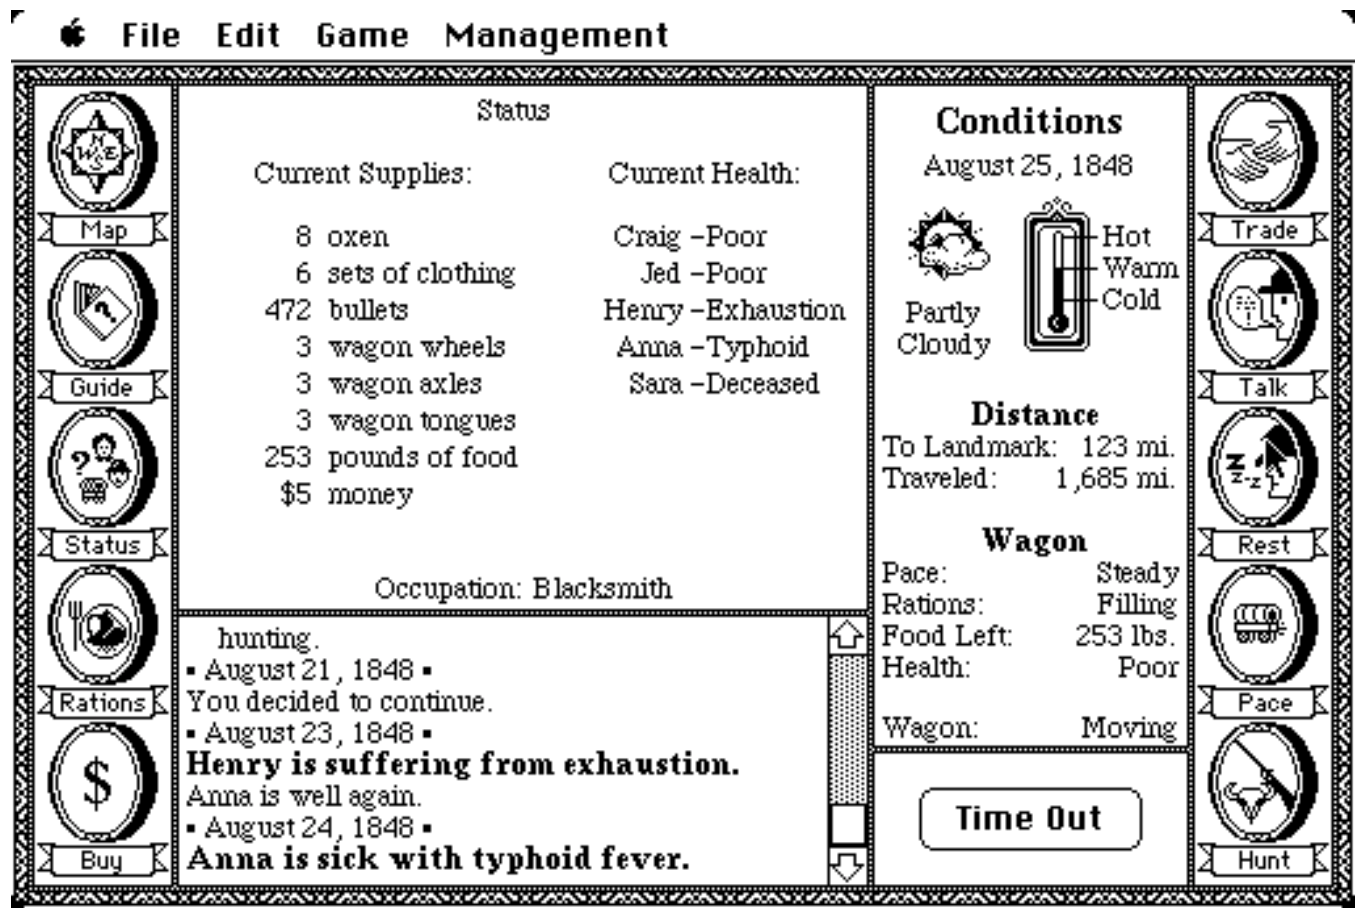 File Edit Game Management
N
W E
S
Map
?
Guide
?
Status
Rations
$
Buy
Status
Current Supplies:
8 oxen
6 sets of clothing
472 bullets
3 wagon wheels
3 wagon axles
3 wagon tongues
253 pounds of food
$5 money
Current Health:
Craig -Poor
Jed -Poor
Henry -Exhaustion
Anna -Typhoid
Sara -Deceased
Occupation: Blacksmith
hunting.
▪ August 21, 1848 ▪
You decided to continue.
▪ August 23, 1848 ▪
Henry is suffering from exhaustion.
Anna is well again.
▪ August 24, 1848 ▪
Anna is sick with typhoid fever.
Conditions
August 25, 1848
Partly
Cloudy
Hot
Warm
Cold
Distance
To Landmark: 123 mi.
Traveled: 1,685 mi.
Wagon
Pace: Steady
Rations: Filling
Food Left: 253 lbs.
Health: Poor
Wagon: Moving
Time Out
Trade
Talk
Z
z-z
Rest
Pace
Hunt